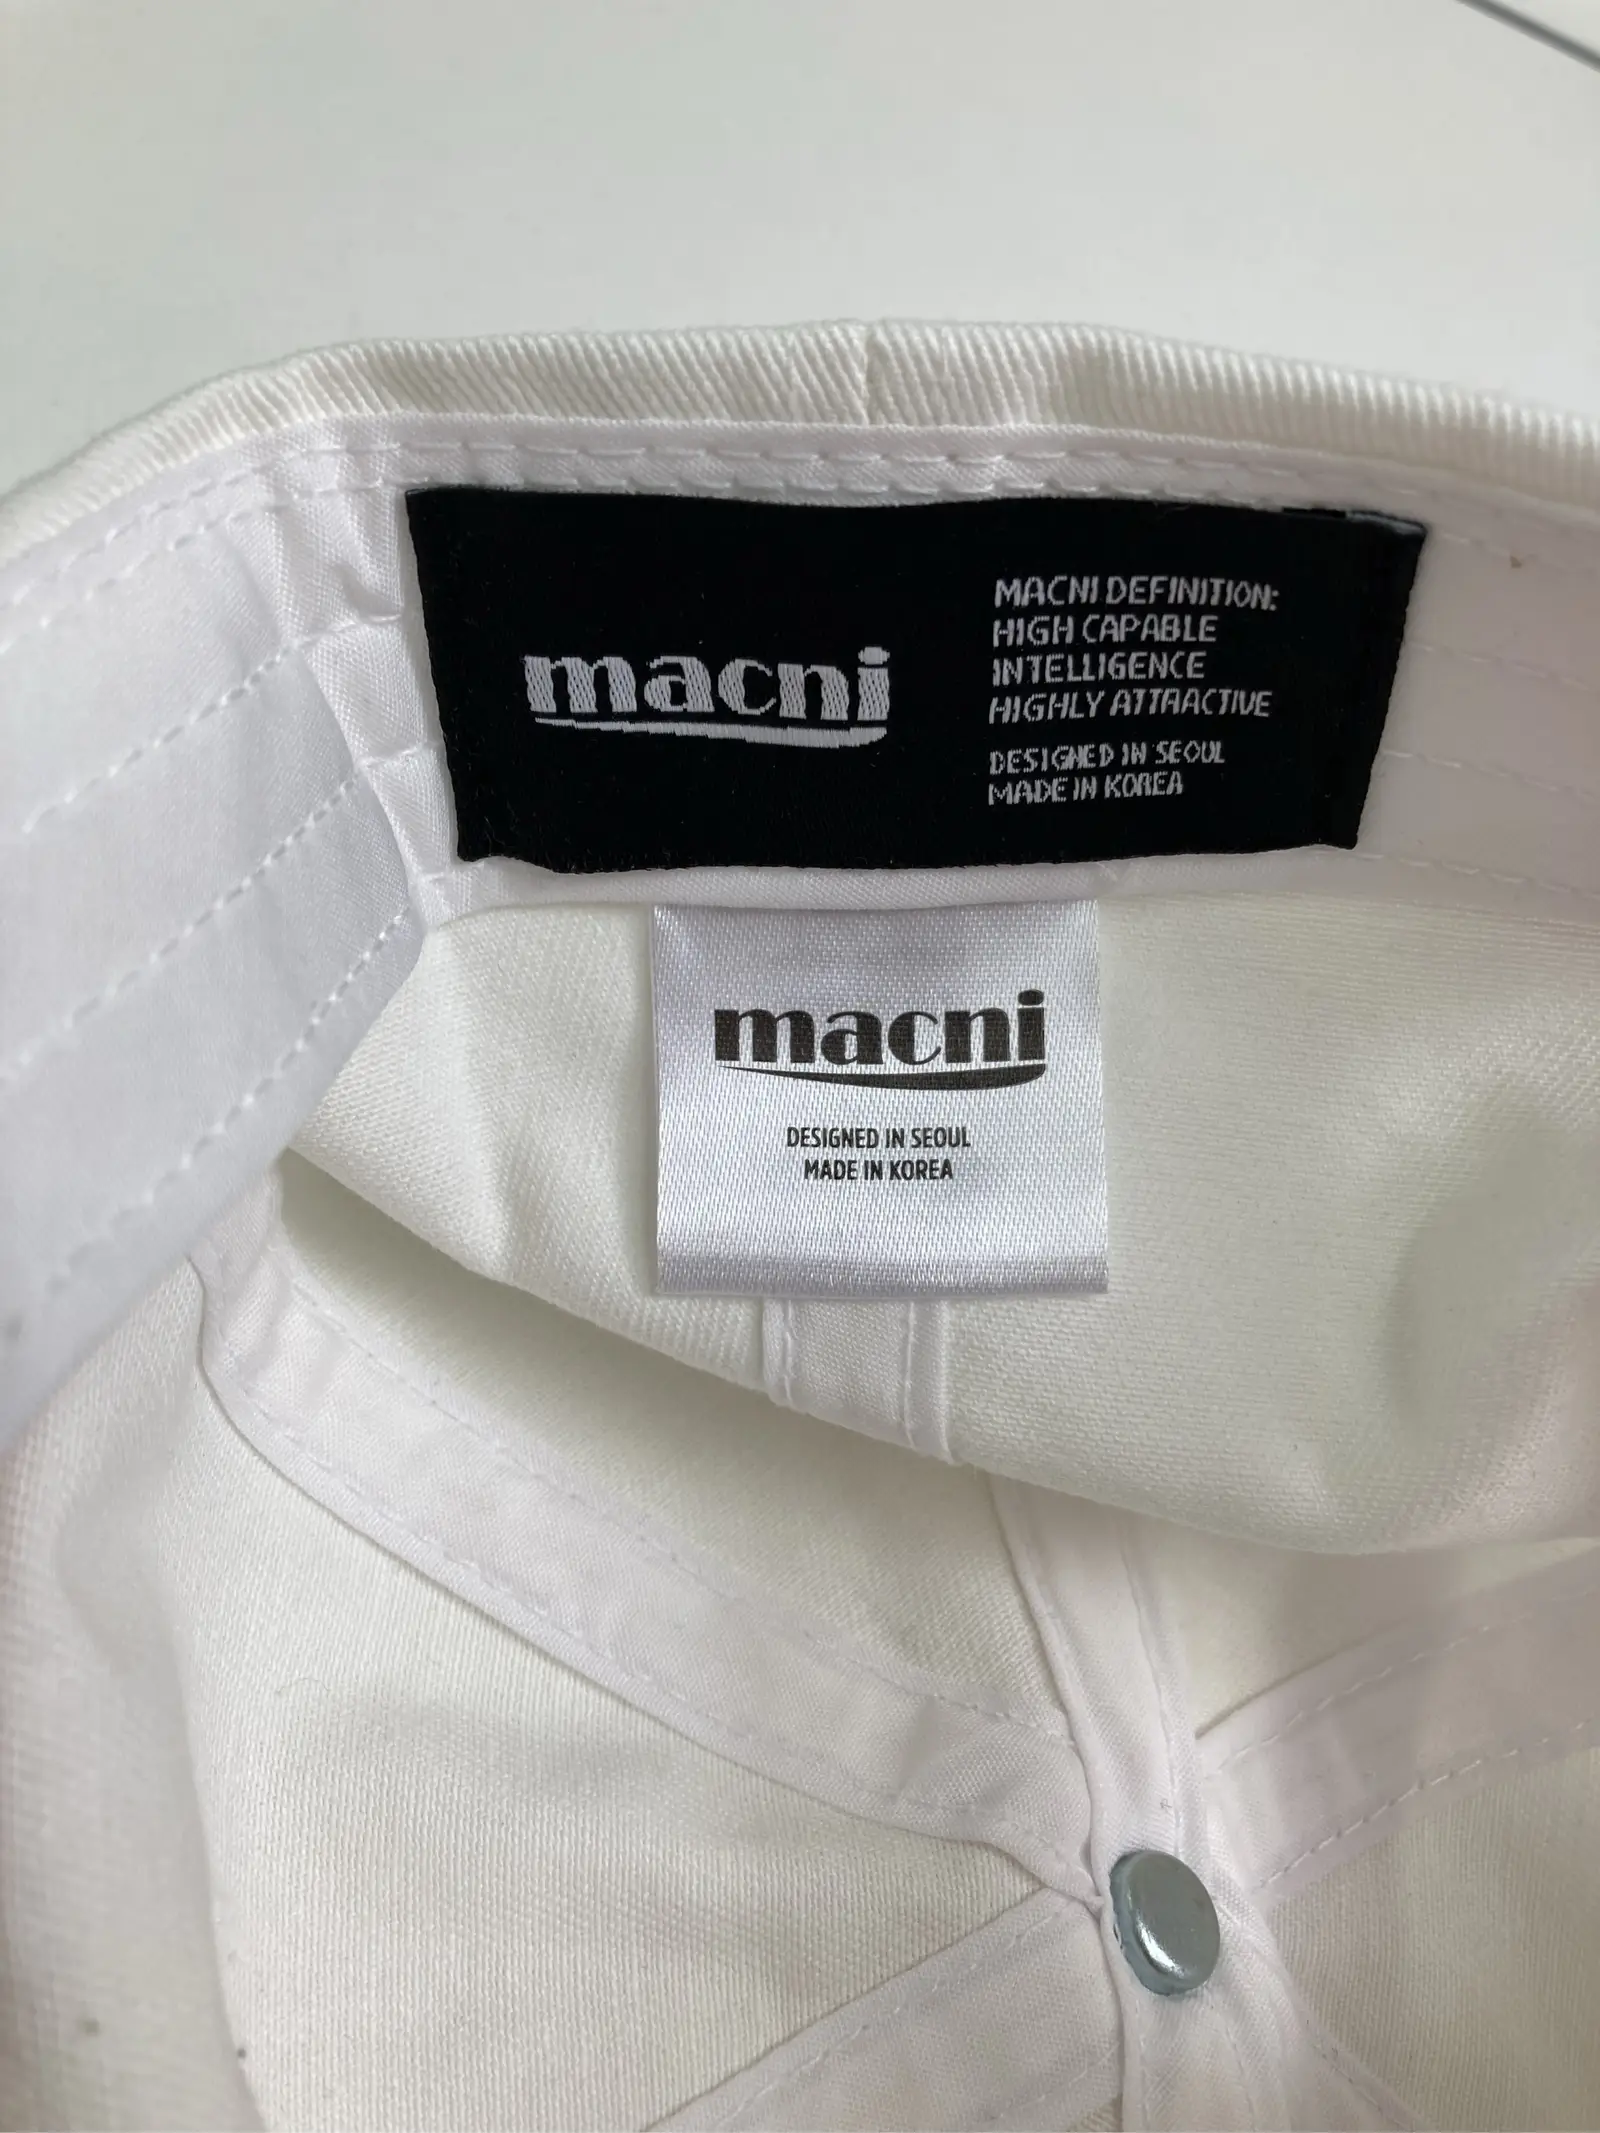 macni
MACNI DEFINITION:
HIGH CAPABLE
INTELLIGENCE
HIGHLY ATTRACTIVE
DESIGNED IN SEOUL
MADE IN KOREA
macni
DESIGNED IN SEOUL
MADE IN KOREA